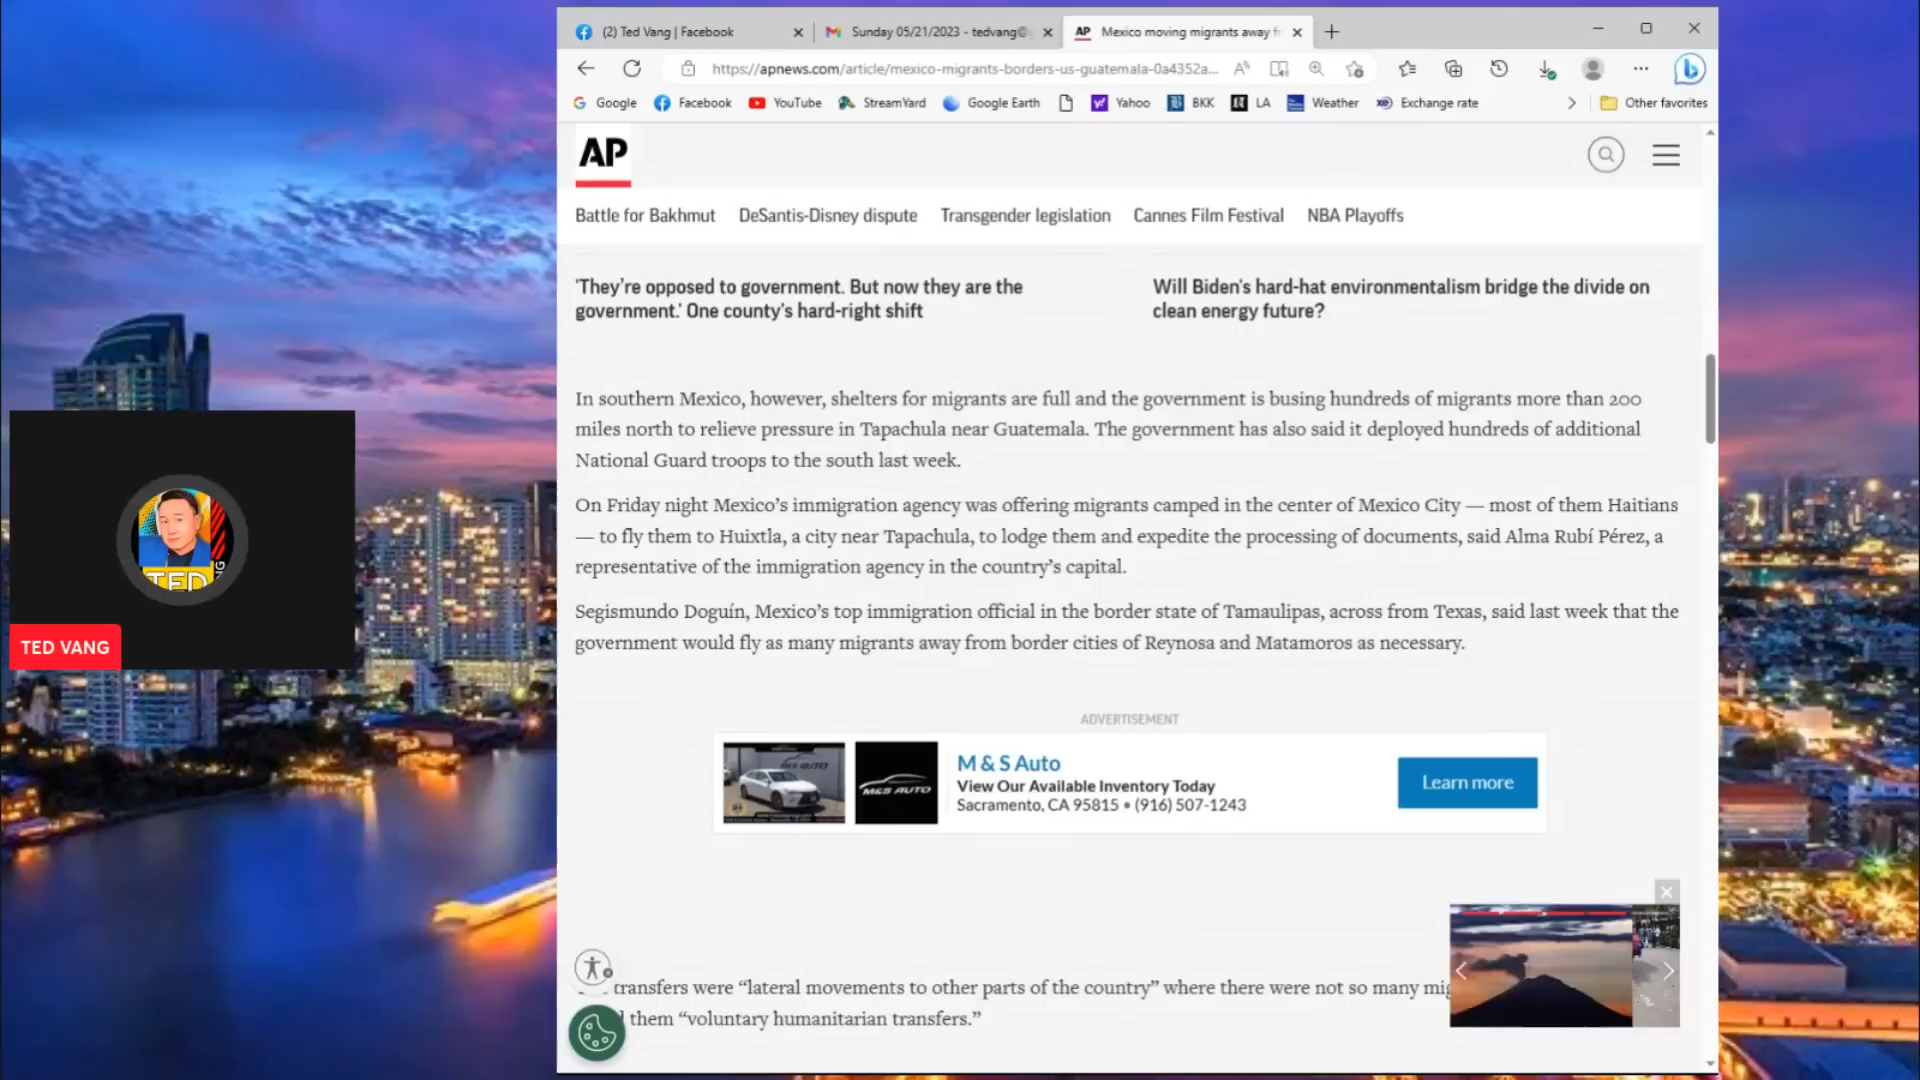 (2) Ted Vang | Facebook
Sunday 05/21/2023 - tedvang@
AP Mexico moving migrants away
https://apnews.com/article/mexico-migrants-borders-us-guatemala-0a4352a...
Google Facebook YouTube StreamYard Google Earth Yahoo BKK LA Weather Exchange rate Other favorites
AP
Battle for Bakhmut DeSantis-Disney dispute Transgender legislation Cannes Film Festival NBA Playoffs
'They're opposed to government. But now they are the
government.' One county's hard-right shift
Will Biden's hard-hat environmentalism bridge the divide on
clean energy future?
In southern Mexico, however, shelters for migrants are full and the government is busing hundreds of migrants more than 200
miles north to relieve pressure in Tapachula near Guatemala. The government has also said it deployed hundreds of additional
National Guard troops to the south last week.
On Friday night Mexico's immigration agency was offering migrants camped in the center of Mexico City — most of them Haitians
— to fly them to Huixtla, a city near Tapachula, to lodge them and expedite the processing of documents, said Alma Rubí Pérez, a
representative of the immigration agency in the country's capital.
Segismundo Doguín, Mexico's top immigration official in the border state of Tamaulipas, across from Texas, said last week that the
government would fly as many migrants away from border cities of Reynosa and Matamoros as necessary.
TED
TED VANG
ADVERTISEMENT
M&S AUTO
M & S Auto
View Our Available Inventory Today
Sacramento, CA 95815 • (916) 507-1243
Learn more
transfers were “lateral movements to other parts of the country” where there were not so many
them “voluntary humanitarian transfers.”